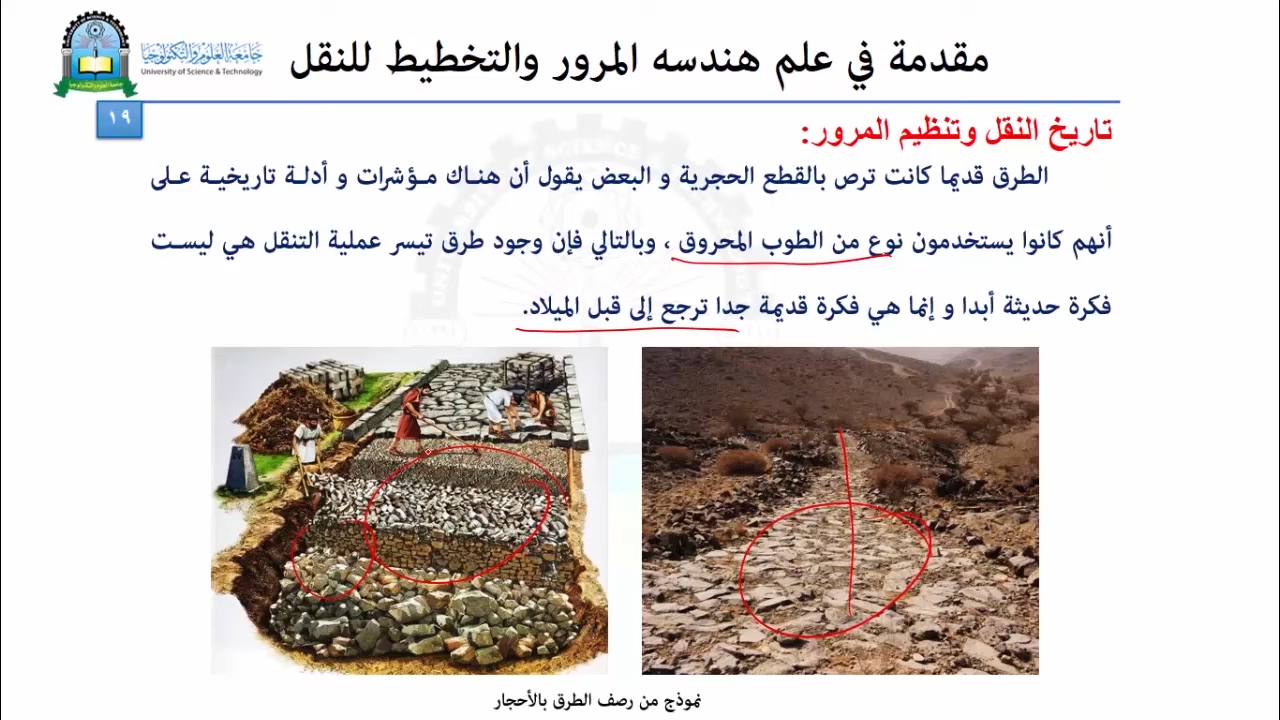 جامعة العلوم والتكنولوجيا
University of Science & Technology
مقدمة في علم هندسه المرور والتخطيط للنقل
١٩
تاريخ النقل وتنظيم المرور:
الطرق قديما كانت ترص بالقطع الحجرية و البعض يقول أن هناك مؤشرات و أدلة تاريخية على
أنهم كانوا يستخدمون نوع من الطوب المحروق ، وبالتالي فإن وجود طرق تيسر عملية التنقل هي ليست
فكرة حديثة أبدا و إنما هي فكرة قديمة جدا ترجع إلى قبل الميلاد.
نموذج من رصف الطرق بالأحجار